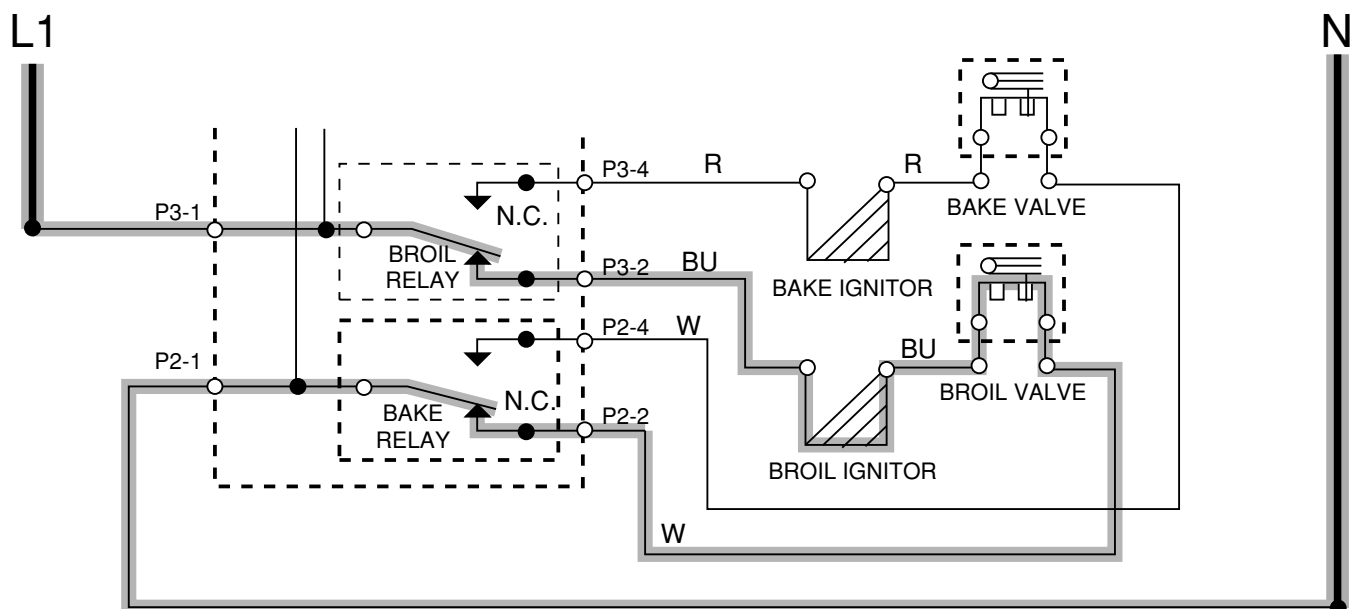 L1
N
P3-4
R
R
P3-1
N.C.
BAKE VALVE
BROIL
RELAY
P3-2
BU
BAKE IGNITOR
P2-4
W
P2-1
BU
N.C.
BROIL VALVE
BAKE
RELAY
P2-2
BROIL IGNITOR
W